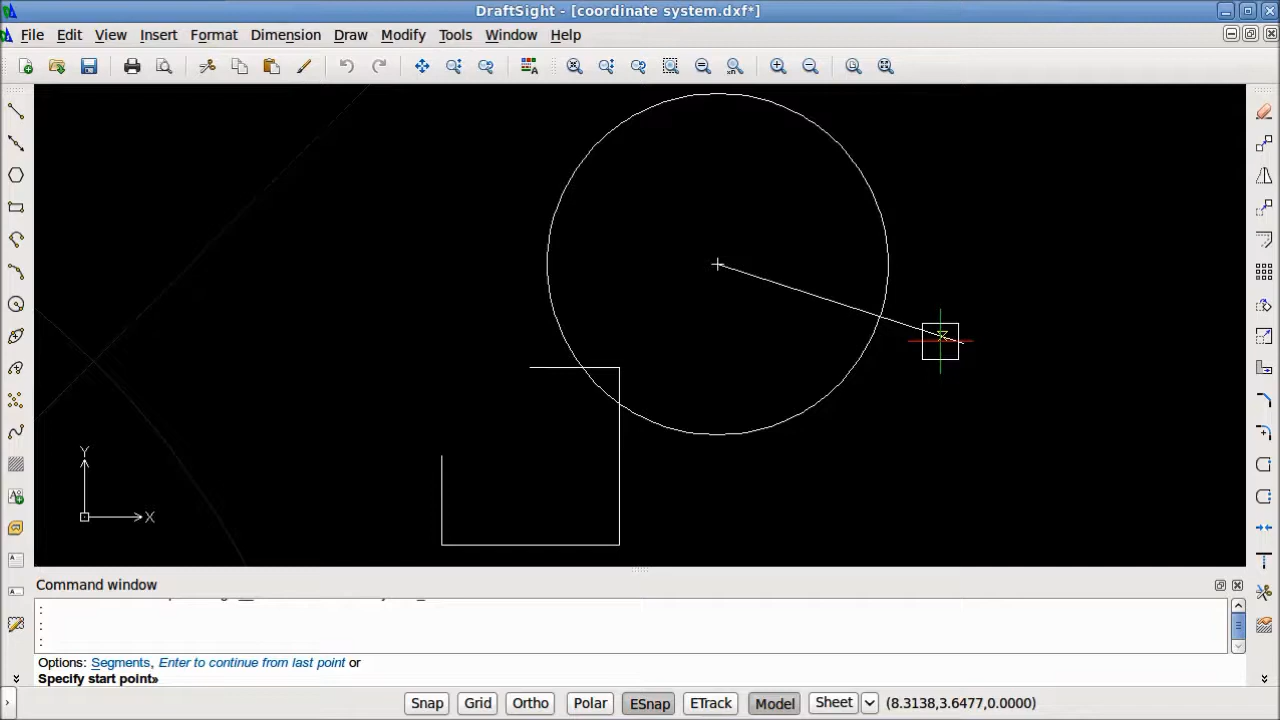 DraftSight - [coordinate system.dxf*]
File Edit View Insert Format Dimension Draw Modify Tools Window Help
Y
X
Command window
:
:
:
Options: Segments, Enter to continue from last point or
Specify start point»
Snap Grid Ortho Polar ESnap ETrack Model Sheet (8.3138,3.6477,0.0000)